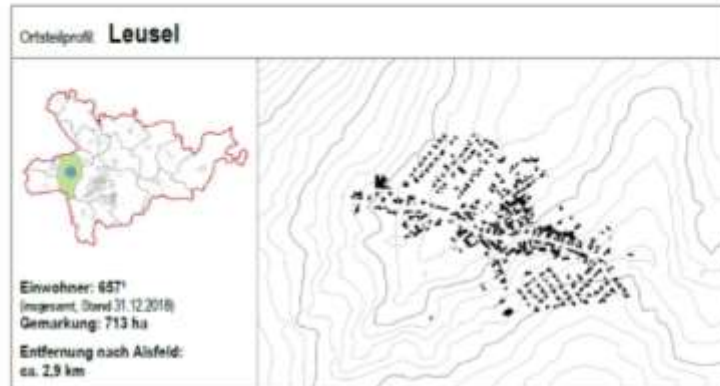 Ortsteilprofil: Leusel
Einwohner: 657¹
(insgesamt, Stand 31.12.2018)
Gemarkung: 713 ha
Entfernung nach Alsfeld:
ca. 2,9 km